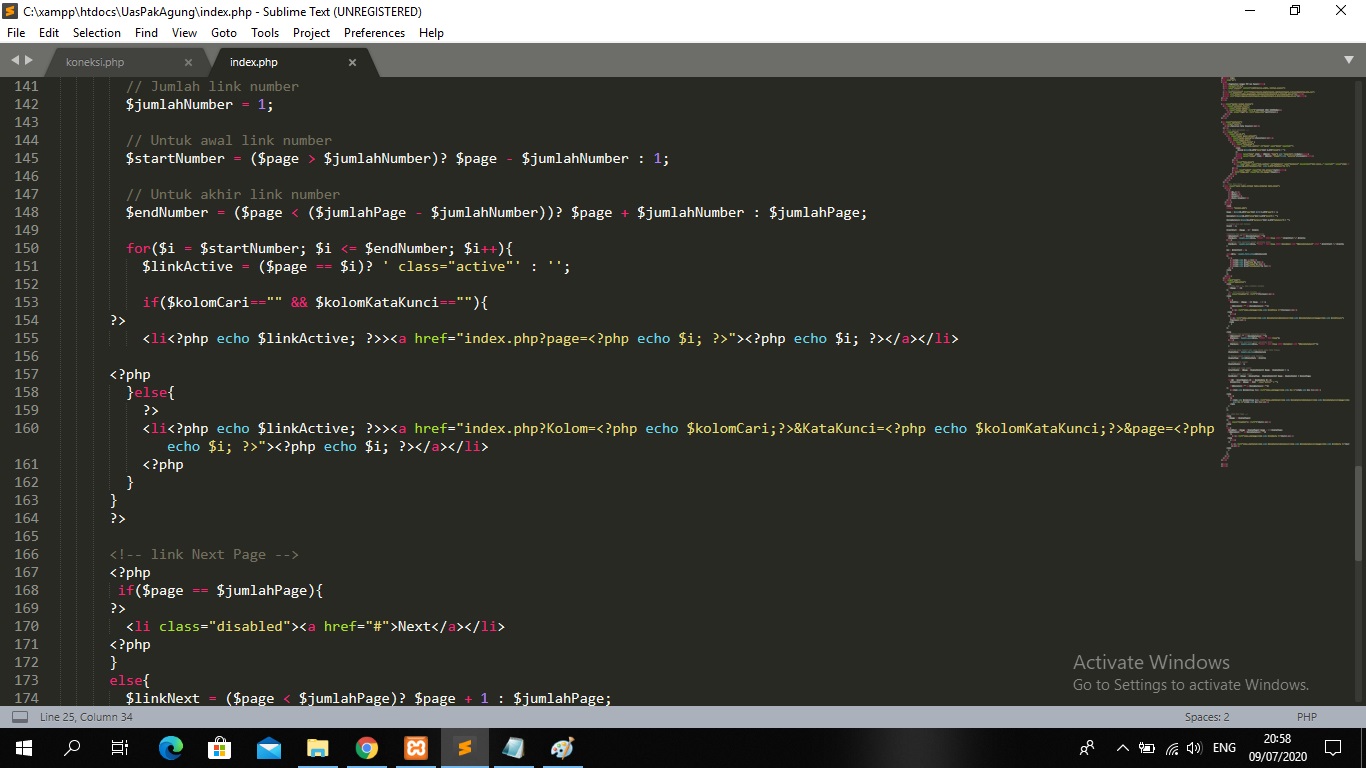 C:\xampp\htdocs\UasPakAgung\index.php - Sublime Text (UNREGISTERED)
File Edit Selection Find View Goto Tools Project Preferences Help
koneksi.php index.php
141 // Jumlah link number
142 $jumlahNumber = 1;
143
144 // Untuk awal link number
145 $startNumber = ($page > $jumlahNumber)? $page - $jumlahNumber : 1;
146
147 // Untuk akhir link number
148 $endNumber = ($page < ($jumlahPage - $jumlahNumber))? $page + $jumlahNumber : $jumlahPage;
149
150 for($i = $startNumber; $i <= $endNumber; $i++){
151 $linkActive = ($page == $i)? ' class="active"' : '';
152
153 if($kolomCari=="" && $kolomKataKunci==""){
154 ?>
155 <li<?php echo $linkActive; ?>><a href="index.php?page=<?php echo $i; ?>"><?php echo $i; ?></a></li>
156
157 <?php
158 }else{
159 ?>
160 <li<?php echo $linkActive; ?>><a href="index.php?Kolom=<?php echo $kolomCari;?>&KataKunci=<?php echo $kolomKataKunci;?>&page=<?php
echo $i; ?>"><?php echo $i; ?></a></li>
161 <?php
162 }
163 }
164 ?>
165
166 <!-- link Next Page -->
167 <?php
168 if($page == $jumlahPage){
169 ?>
170 <li class="disabled"><a href="#">Next</a></li>
171 <?php
172 }
173 else{
174 $linkNext = ($page < $jumlahPage)? $page + 1 : $jumlahPage;
Activate Windows
Go to Settings to activate Windows.
Line 25, Column 34 Spaces: 2 PHP
ENG 20:58
09/07/2020